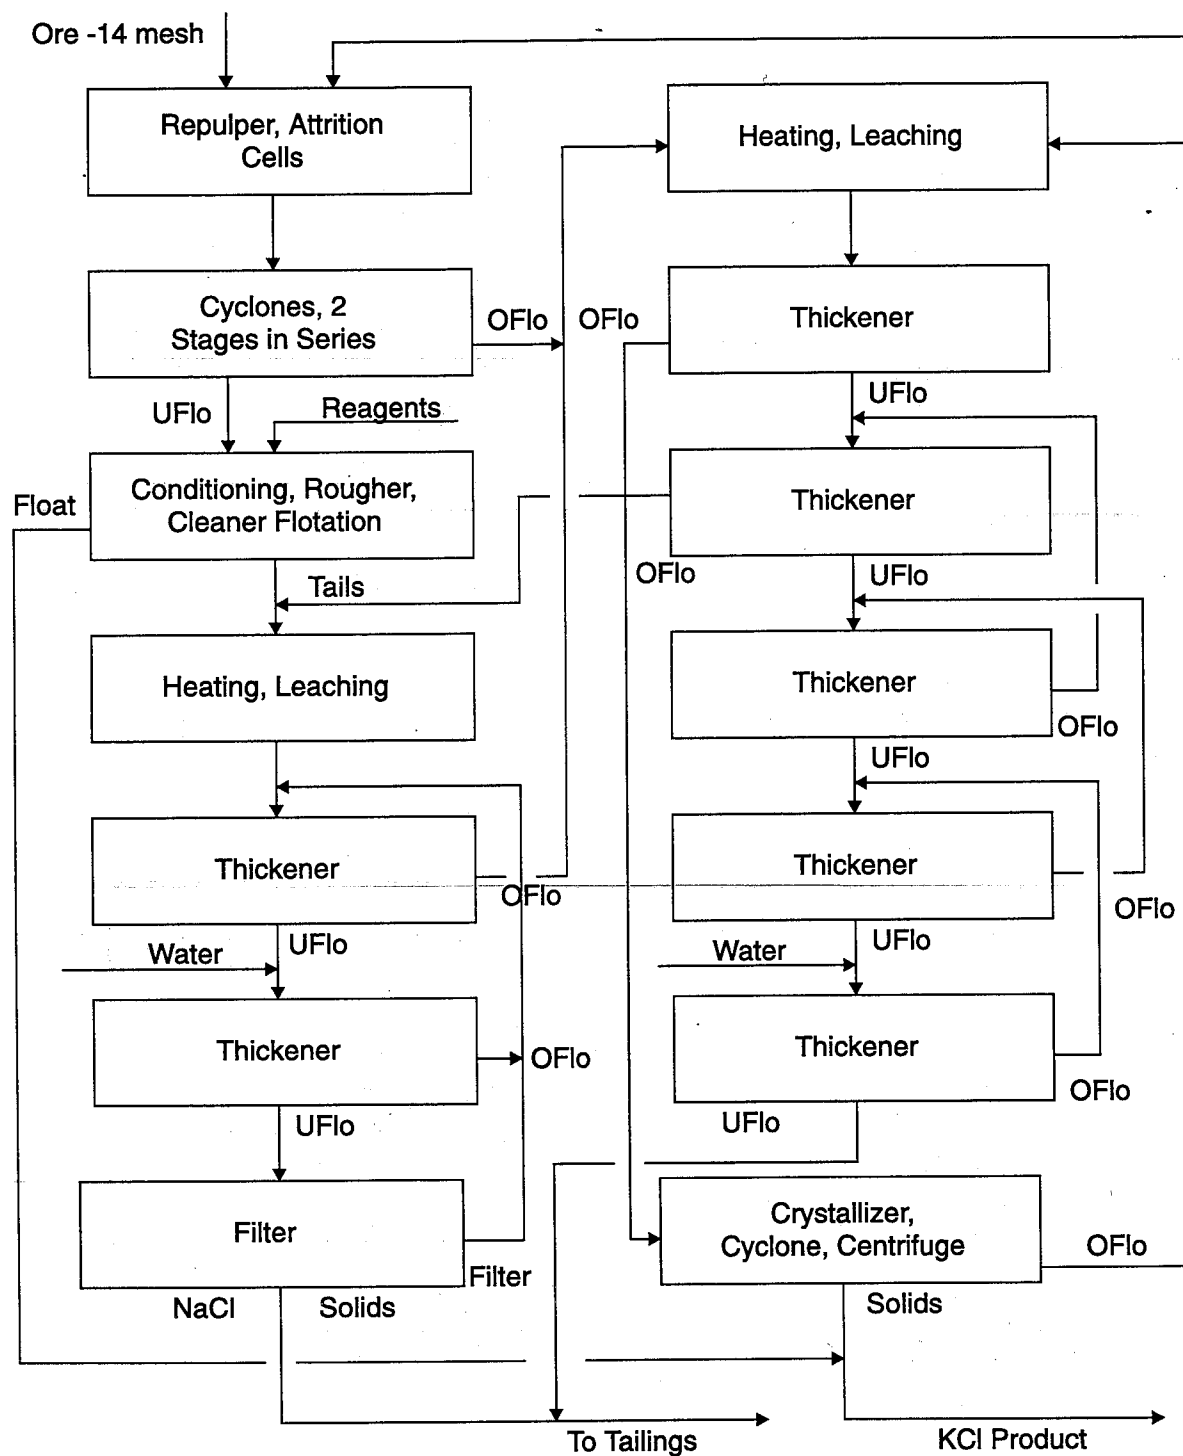 Ore -14 mesh
Repulper, Attrition
Cells
Cyclones, 2
Stages in Series
OFlo
UFlo
Reagents
Float
Conditioning, Rougher,
Cleaner Flotation
Tails
Heating, Leaching
Thickener
OFlo
UFlo
Water
Thickener
OFlo
UFlo
Filter
Filter
NaCl
Solids
Heating, Leaching
OFlo
Thickener
UFlo
Thickener
OFlo
UFlo
Thickener
OFlo
UFlo
Thickener
OFlo
UFlo
Water
Thickener
OFlo
UFlo
Crystallizer,
Cyclone, Centrifuge
OFlo
Solids
To Tailings
KCl Product